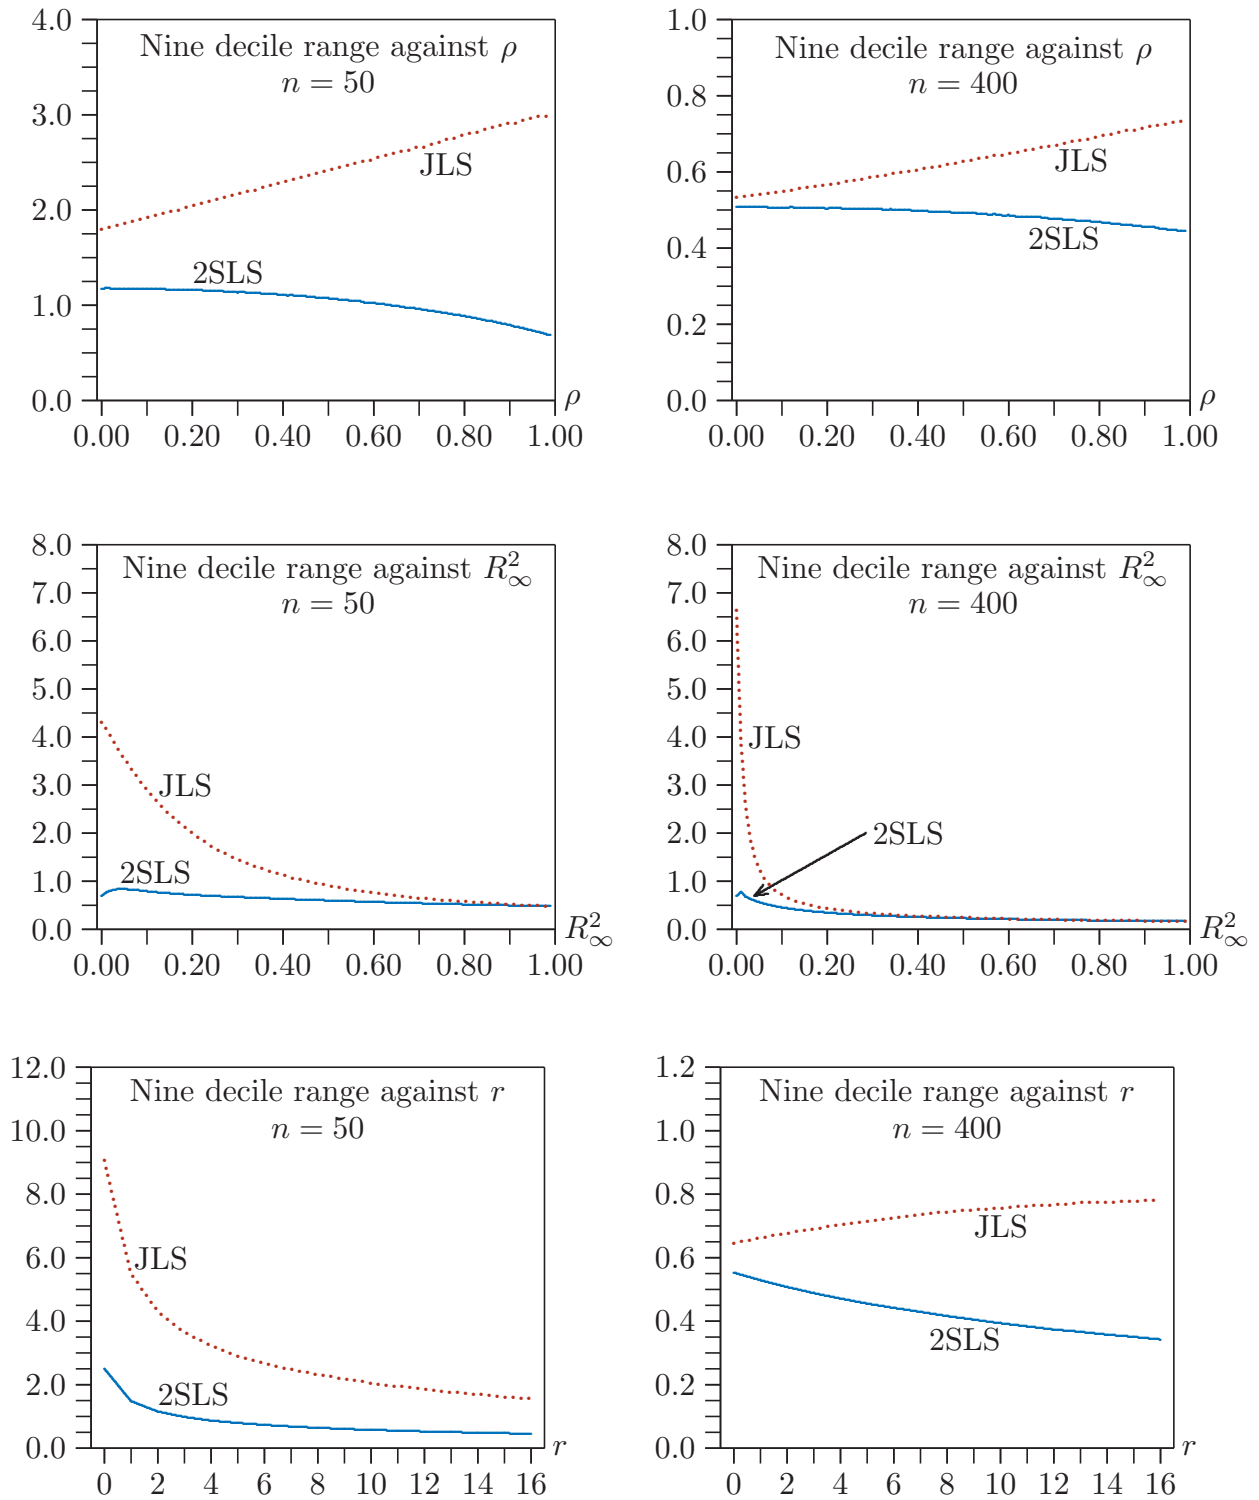 Nine decile range against ρ
n = 50
4.0
3.0
2.0
1.0
0.0
JLS
2SLS
0.00 0.20 0.40 0.60 0.80 1.00
ρ
Nine decile range against ρ
n = 400
1.0
0.8
0.6
0.4
0.2
0.0
JLS
2SLS
0.00 0.20 0.40 0.60 0.80 1.00
ρ
Nine decile range against R²∞
n = 50
8.0
7.0
6.0
5.0
4.0
3.0
2.0
1.0
0.0
JLS
2SLS
0.00 0.20 0.40 0.60 0.80 1.00
R²∞
Nine decile range against R²∞
n = 400
8.0
7.0
6.0
5.0
4.0
3.0
2.0
1.0
0.0
JLS
2SLS
0.00 0.20 0.40 0.60 0.80 1.00
R²∞
Nine decile range against r
n = 50
12.0
10.0
8.0
6.0
4.0
2.0
0.0
JLS
2SLS
0 2 4 6 8 10 12 14 16
r
Nine decile range against r
n = 400
1.2
1.0
0.8
0.6
0.4
0.2
0.0
JLS
2SLS
0 2 4 6 8 10 12 14 16
r